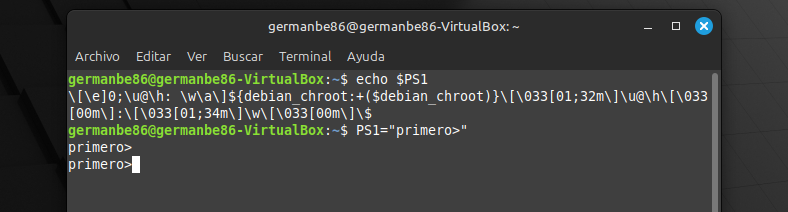 germanbe86@germanbe86-VirtualBox: ~
Archivo Editar Ver Buscar Terminal Ayuda
germanbe86@germanbe86-VirtualBox:~$ echo $PS1
\[\e]0;\u@\h: \w\a\]${debian_chroot:+($debian_chroot)}\[\033[01;32m\]\u@\h\[\033
[00m\]:\[\033[01;34m\]\w\[\033[00m\]\$
germanbe86@germanbe86-VirtualBox:~$ PS1="primero>"
primero>
primero>